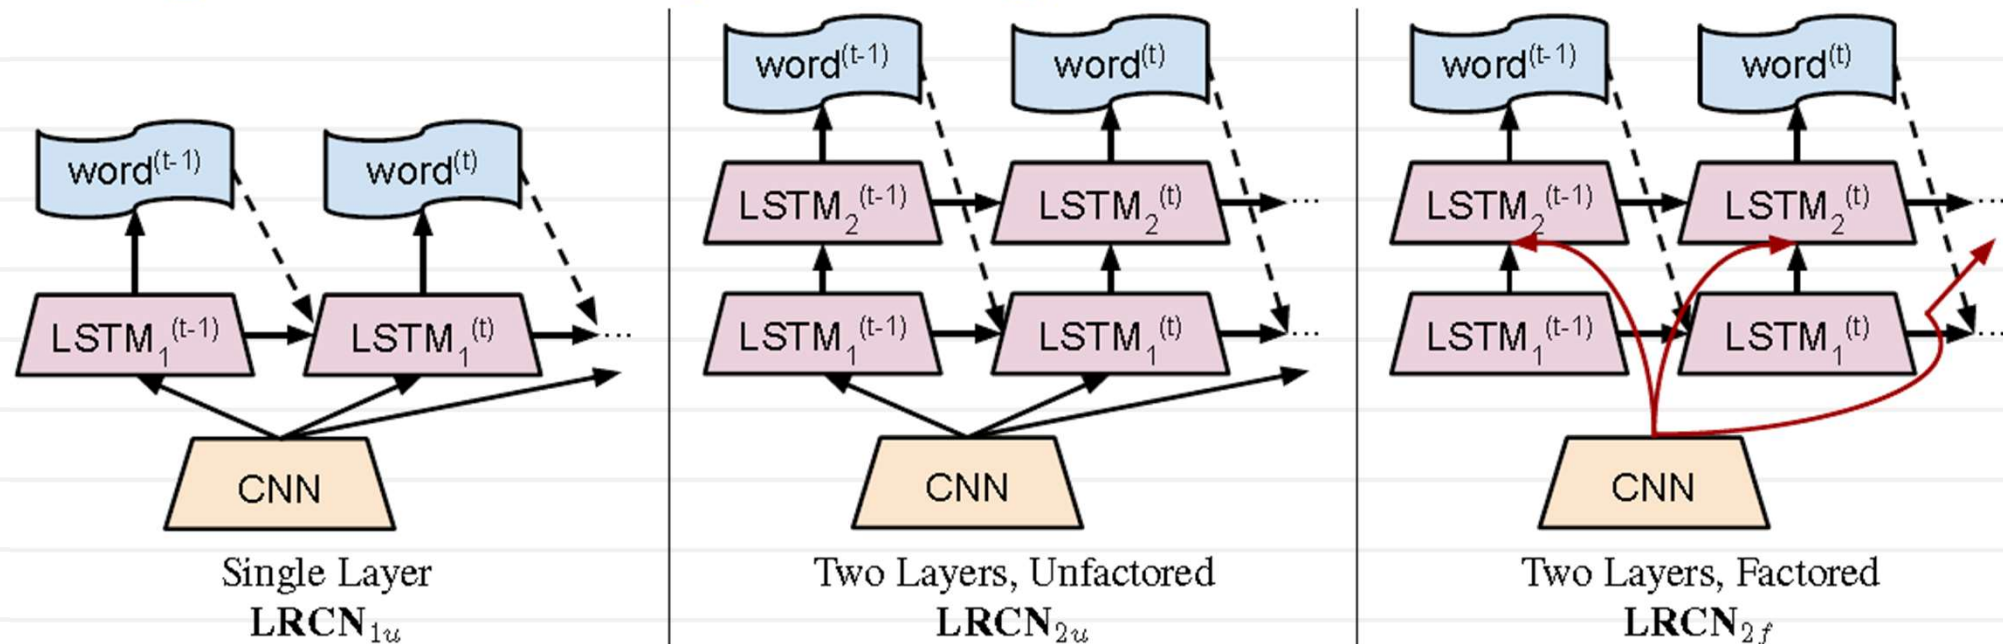 word(t-1)
word(t)
LSTM1(t-1)
LSTM1(t)
...
CNN
Single Layer
LRCN1u
word(t-1)
word(t)
LSTM2(t-1)
LSTM2(t)
...
LSTM1(t-1)
LSTM1(t)
...
CNN
Two Layers, Unfactored
LRCN2u
word(t-1)
word(t)
LSTM2(t-1)
LSTM2(t)
...
LSTM1(t-1)
LSTM1(t)
...
CNN
Two Layers, Factored
LRCN2f